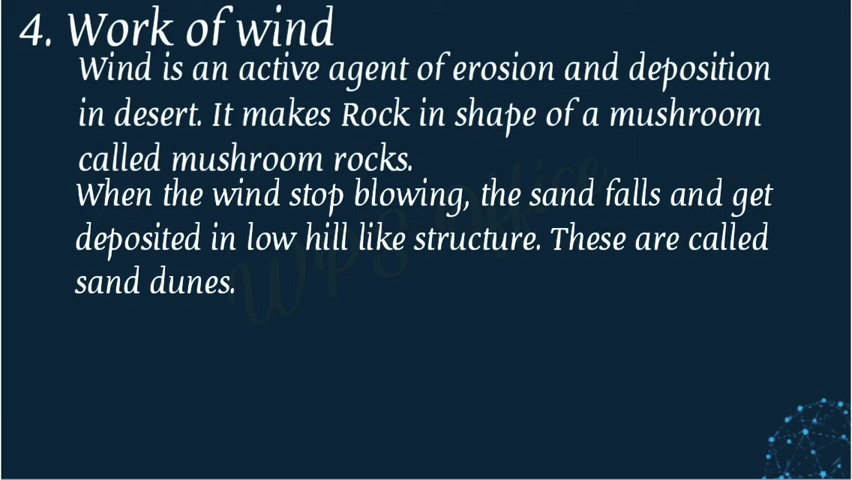 4. Work of wind
Wind is an active agent of erosion and deposition
in desert. It makes Rock in shape of a mushroom
called mushroom rocks.
When the wind stop blowing, the sand falls and get
deposited in low hill like structure. These are called
sand dunes.
WPS Office